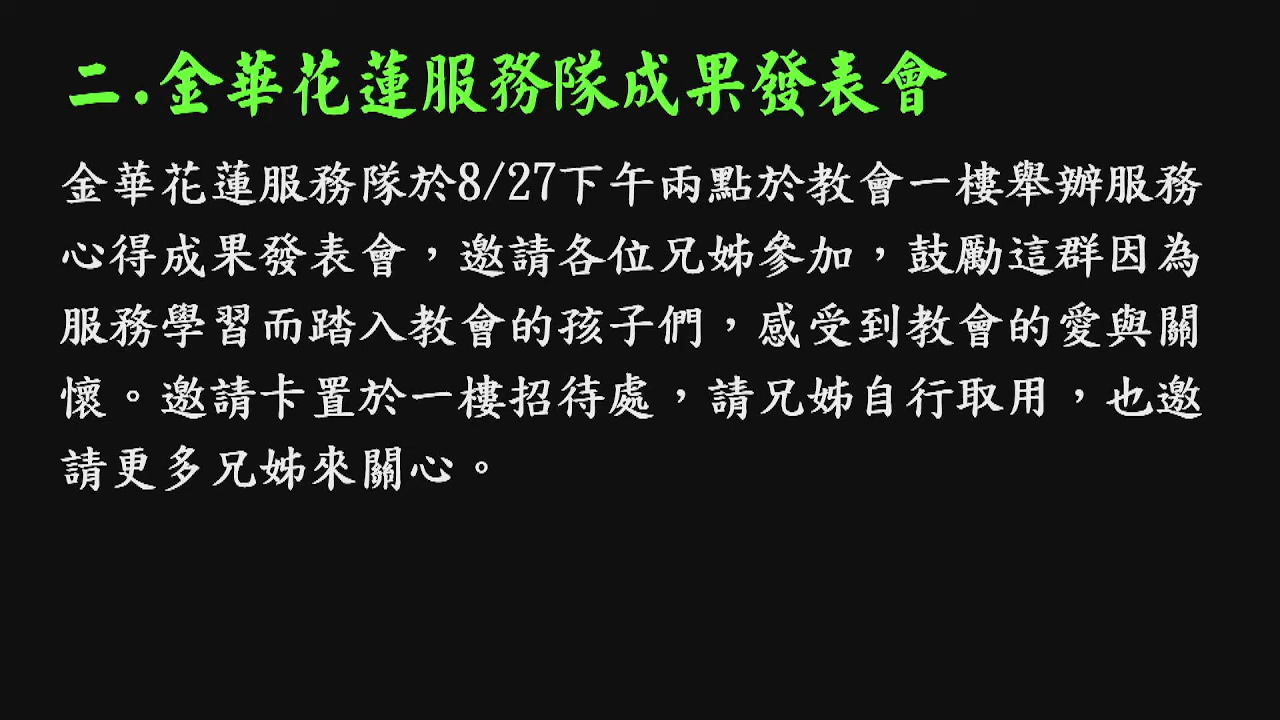 二.金華花蓮服務隊成果發表會
金華花蓮服務隊於8/27下午兩點於教會一樓舉辦服務
心得成果發表會，邀請各位兄姊參加，鼓勵這群因為
服務學習而踏入教會的孩子們，感受到教會的愛與關
懷。邀請卡置於一樓招待處，請兄姊自行取用，也邀
請更多兄姊來關心。